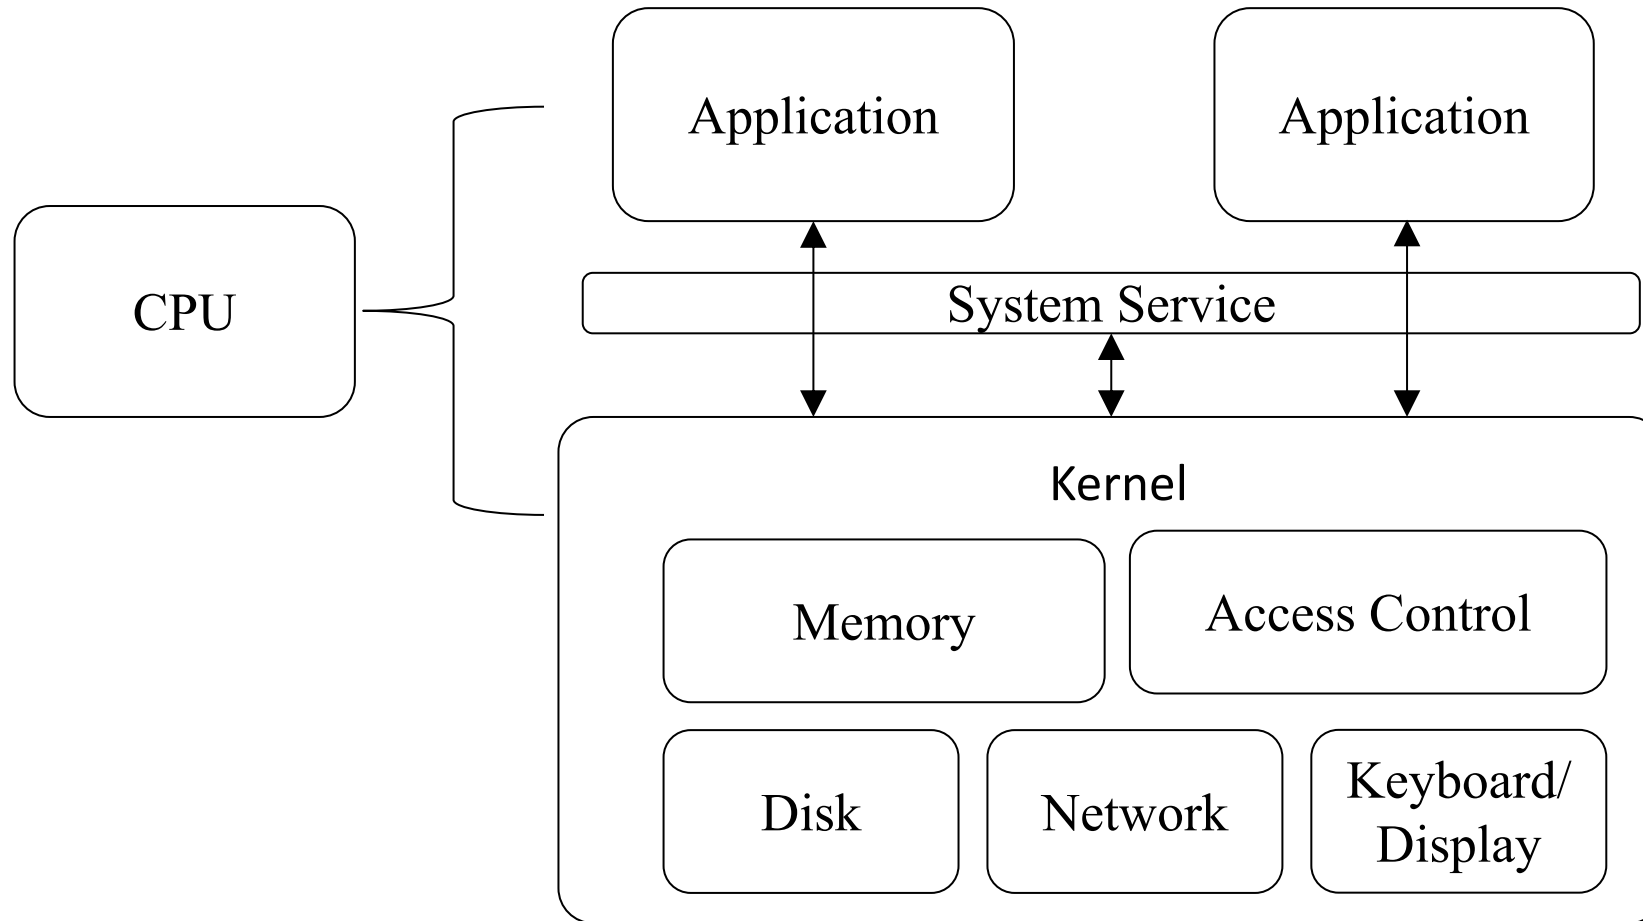 Application
Application
CPU
System Service
Kernel
Memory
Access Control
Disk
Network
Keyboard/
Display